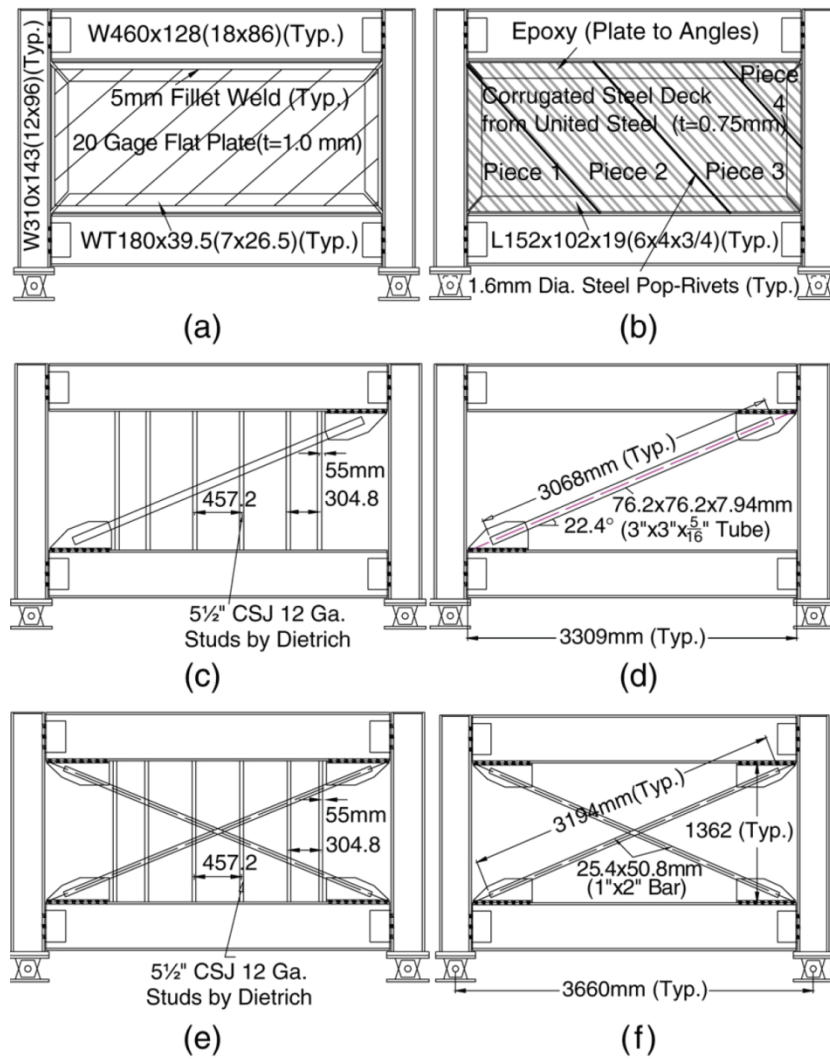 W310x143(12x96)(Typ.)
W460x128(18x86)(Typ.)
5mm Fillet Weld (Typ.)
20 Gage Flat Plate(t=1.0 mm)
WT180x39.5(7x26.5)(Typ.)
(a)
Epoxy (Plate to Angles)
Piece
4
Corrugated Steel Deck
from United Steel (t=0.75mm)
Piece 1
Piece 2
Piece 3
L152x102x19(6x4x3/4)(Typ.)
1.6mm Dia. Steel Pop-Rivets (Typ.)
(b)
55mm
457.2
304.8
5½" CSJ 12 Ga.
Studs by Dietrich
(c)
3068mm (Typ.)
76.2x76.2x7.94mm
22.4°
(3"x3"x5/16" Tube)
3309mm (Typ.)
(d)
55mm
457.2
304.8
5½" CSJ 12 Ga.
Studs by Dietrich
(e)
3194mm(Typ.)
1362 (Typ.)
25.4x50.8mm
(1"x2" Bar)
3660mm (Typ.)
(f)